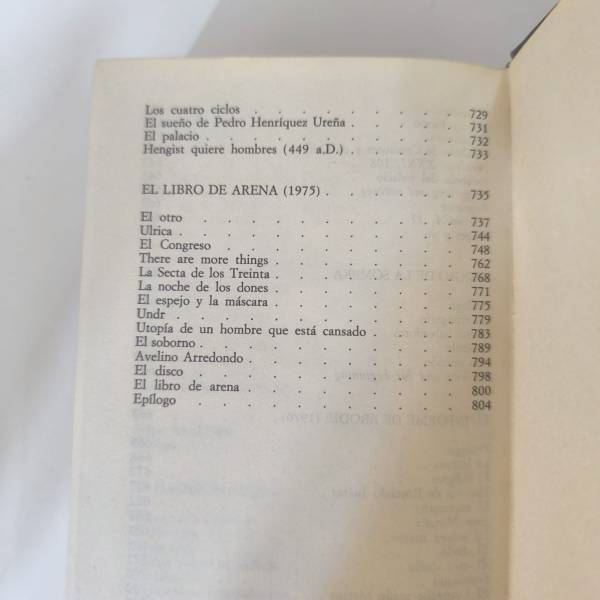 Los cuatro ciclos . . . . . . . . . 729
El sueño de Pedro Henríquez Ureña . . . . . 731
El palacio . . . . . . . . . . 732
Hengist quiere hombres (449 a.D.) . . . . . 733
EL LIBRO DE ARENA (1975) . . . . . . 735
El otro . . . . . . . . . . 737
Ulrica . . . . . . . . . . . 744
El Congreso . . . . . . . . . 748
There are more things . . . . . . . . 762
La Secta de los Treinta . . . . . . . 768
La noche de los dones . . . . . . . . 771
El espejo y la máscara . . . . . . . . 775
Undr . . . . . . . . . . . 779
Utopía de un hombre que está cansado . . . . 783
El soborno . . . . . . . . . . 789
Avelino Arredondo . . . . . . . . 794
El disco . . . . . . . . . . 798
El libro de arena . . . . . . . . 800
Epílogo . . . . . . . . . . 804